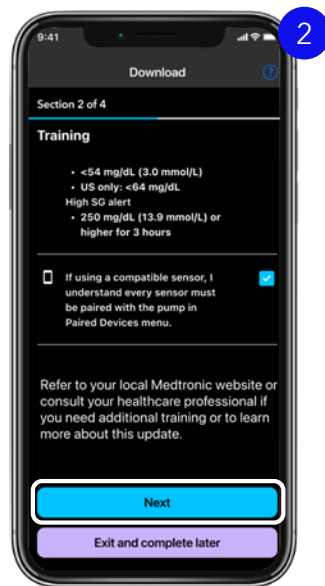 2
9:41
Download
?
Section 2 of 4
Training
• <54 mg/dL (3.0 mmol/L)
• US only: <64 mg/dL
High SG alert
• 250 mg/dL (13.9 mmol/L) or
higher for 3 hours
If using a compatible sensor, I
understand every sensor must
be paired with the pump in
Paired Devices menu.
Refer to your local Medtronic website or
consult your healthcare professional if
you need additional training or to learn
more about this update.
Next
Exit and complete later